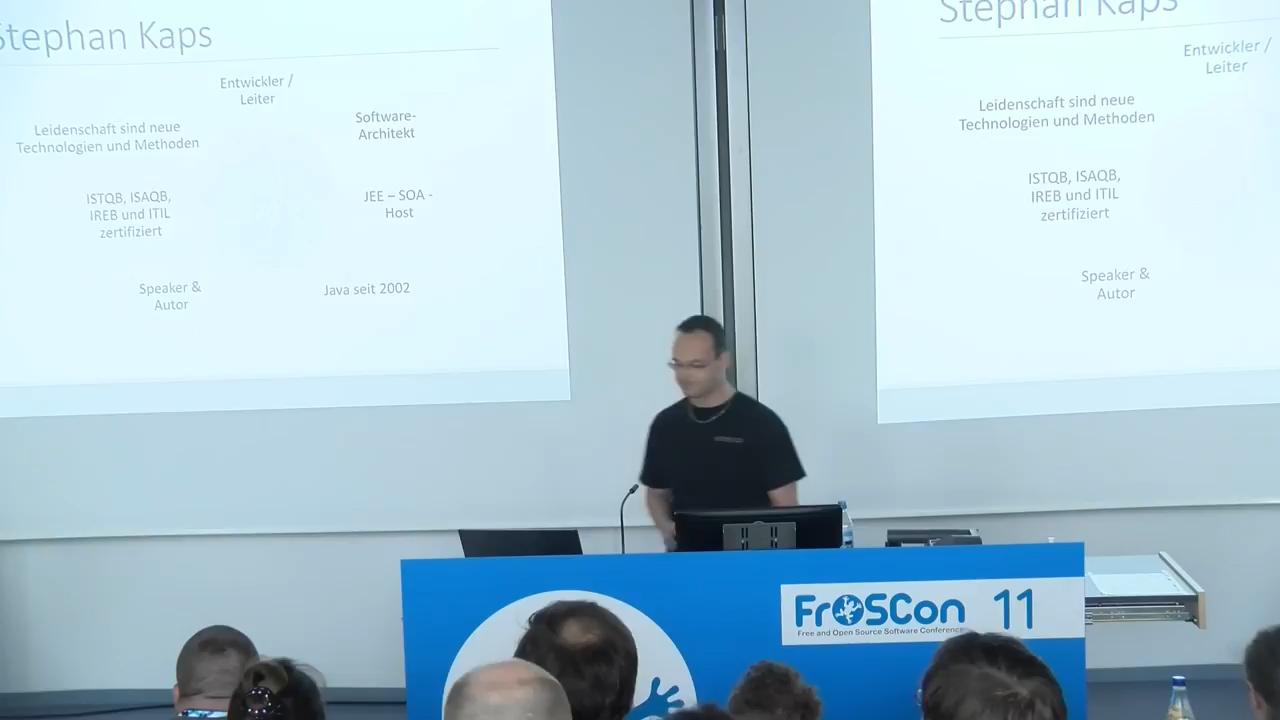 Stephan Kaps
Entwickler /
Leiter
Leidenschaft sind neue
Technologien und Methoden
Software-
Architekt
ISTQB, ISAQB,
IREB und ITIL
zertifiziert
JEE – SOA -
Host
Speaker &
Autor
Java seit 2002
Stephan Kaps
Entwickler /
Leiter
Leidenschaft sind neue
Technologien und Methoden
ISTQB, ISAQB,
IREB und ITIL
zertifiziert
Speaker &
Autor
FrOSCon 11
Free and Open Source Software Conference